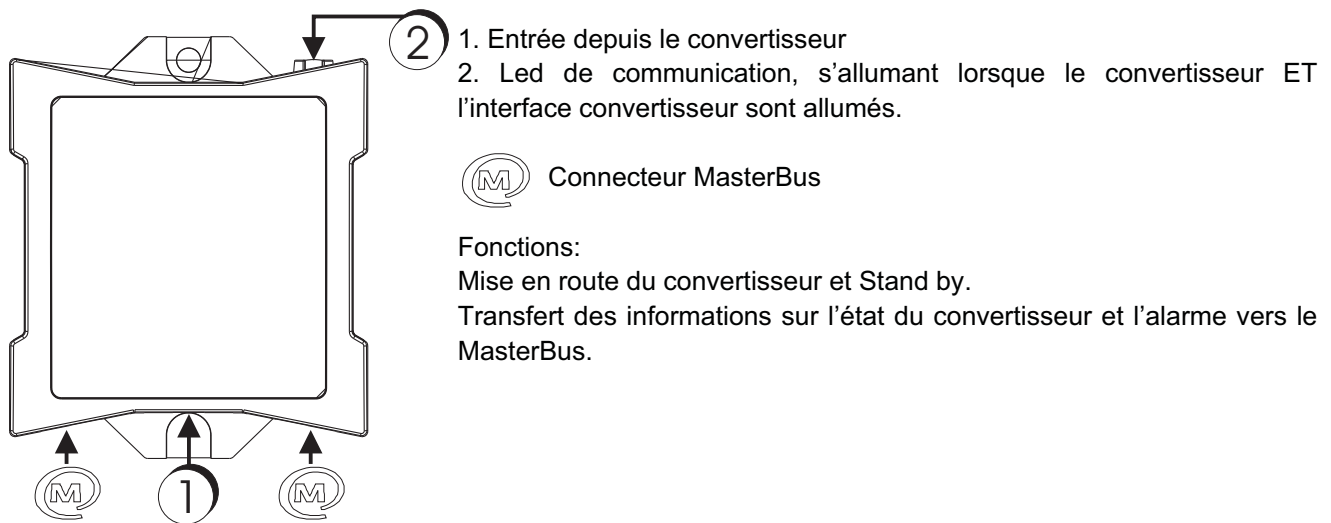 2
1. Entrée depuis le convertisseur
2. Led de communication, s’allumant lorsque le convertisseur ET
l’interface convertisseur sont allumés.
M Connecteur MasterBus
Fonctions:
Mise en route du convertisseur et Stand by.
Transfert des informations sur l’état du convertisseur et l’alarme vers le
MasterBus.
M 1 M